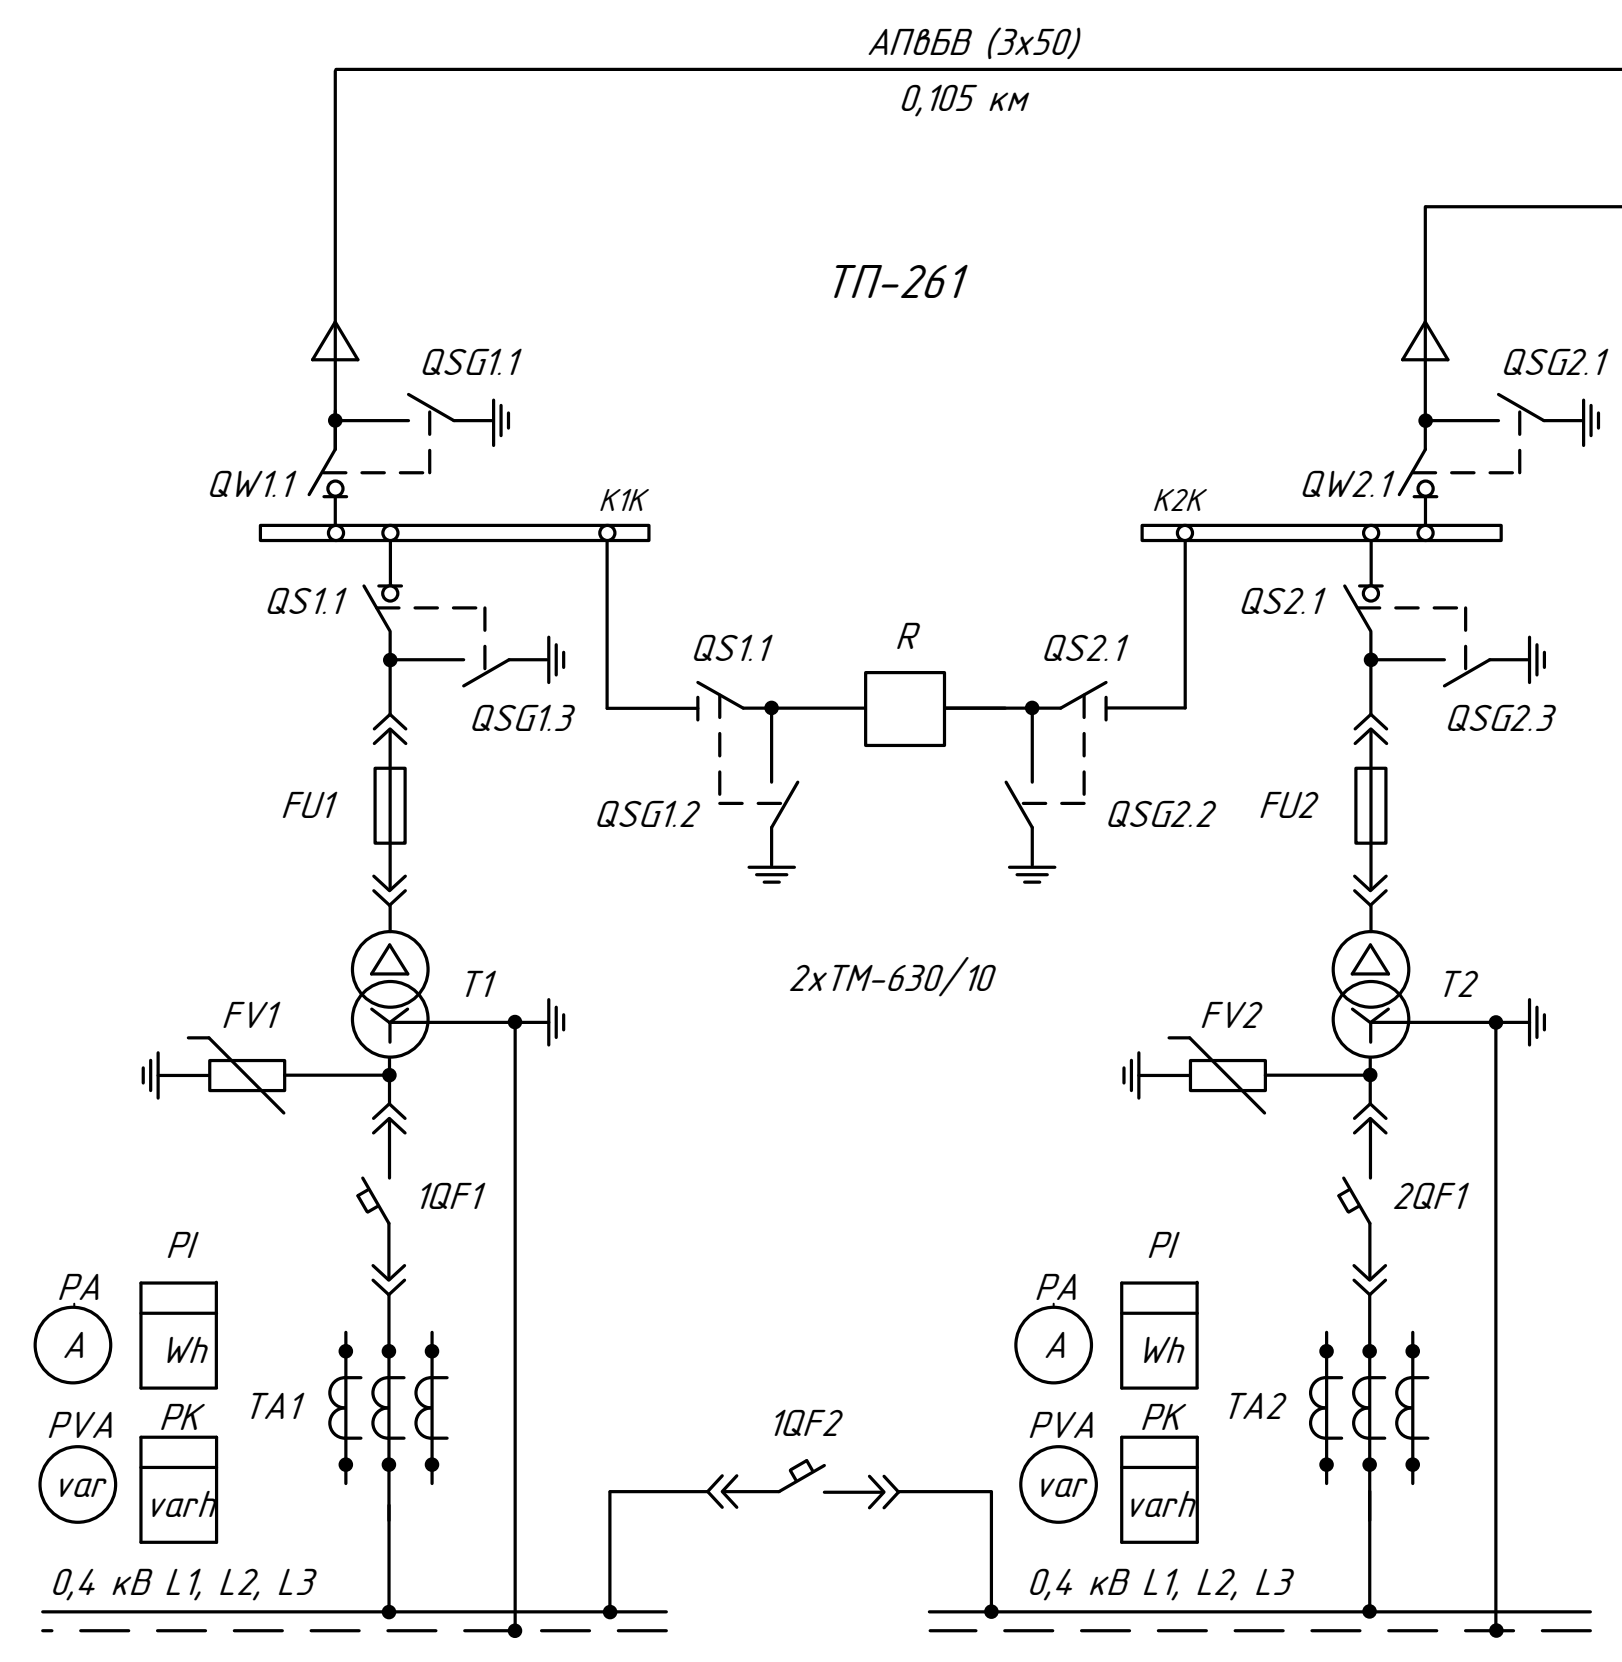 АПвБВ (3х50)
0,105 км
ТП-261
QSG1.1
QSG2.1
QW1.1
QW2.1
К1К
К2К
QS1.1
QS2.1
QS1.1
R
QS2.1
QSG1.3
QSG2.3
FU1
QSG1.2
QSG2.2
FU2
2хТМ-630/10
T1
T2
FV1
FV2
1QF1
2QF1
PI
PI
PA
PA
A
Wh
A
Wh
TA1
TA2
PVA
PK
1QF2
PVA
PK
var
varh
var
varh
0,4 кВ L1, L2, L3
0,4 кВ L1, L2, L3